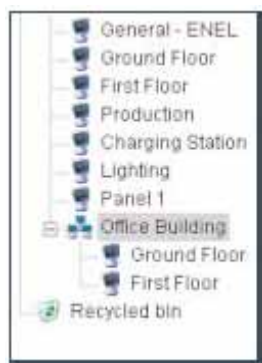 General - ENEL
Ground Floor
First Floor
Production
Charging Station
Lighting
Panel 1
Office Building
Ground Floor
First Floor
Recycled bin